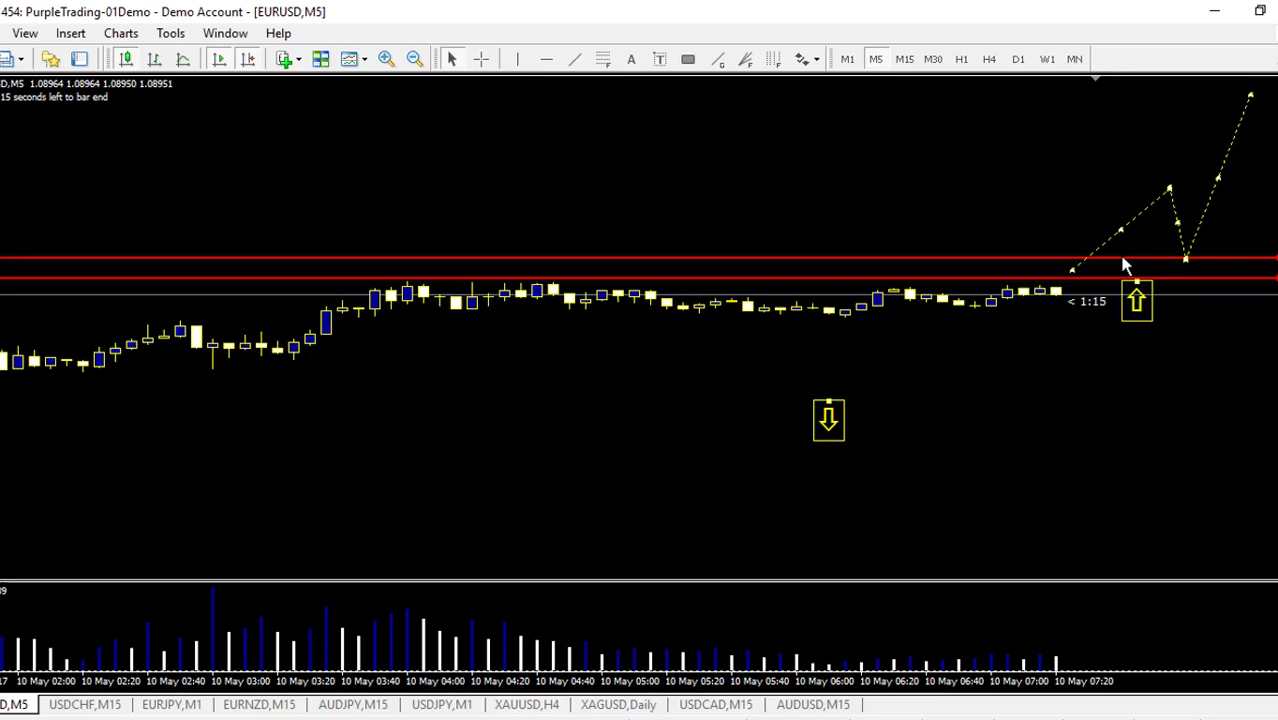 454: PurpleTrading-01Demo - Demo Account - [EURUSD,M5]
View Insert Charts Tools Window Help
A T M1 M5 M15 M30 H1 H4 D1 W1 MN
D,M5 1.08964 1.08964 1.08950 1.08951
15 seconds left to bar end
< 1:15
39
17 10 May 02:00 10 May 02:20 10 May 02:40 10 May 03:00 10 May 03:20 10 May 03:40 10 May 04:00 10 May 04:20 10 May 04:40 10 May 05:00 10 May 05:20 10 May 05:40 10 May 06:00 10 May 06:20 10 May 06:40 10 May 07:00 10 May 07:20
D,M5 USDCHF,M15 EURJPY,M1 EURNZD,M15 AUDJPY,M15 USDJPY,M1 XAUUSD,H4 XAGUSD,Daily USDCAD,M15 AUDUSD,M15